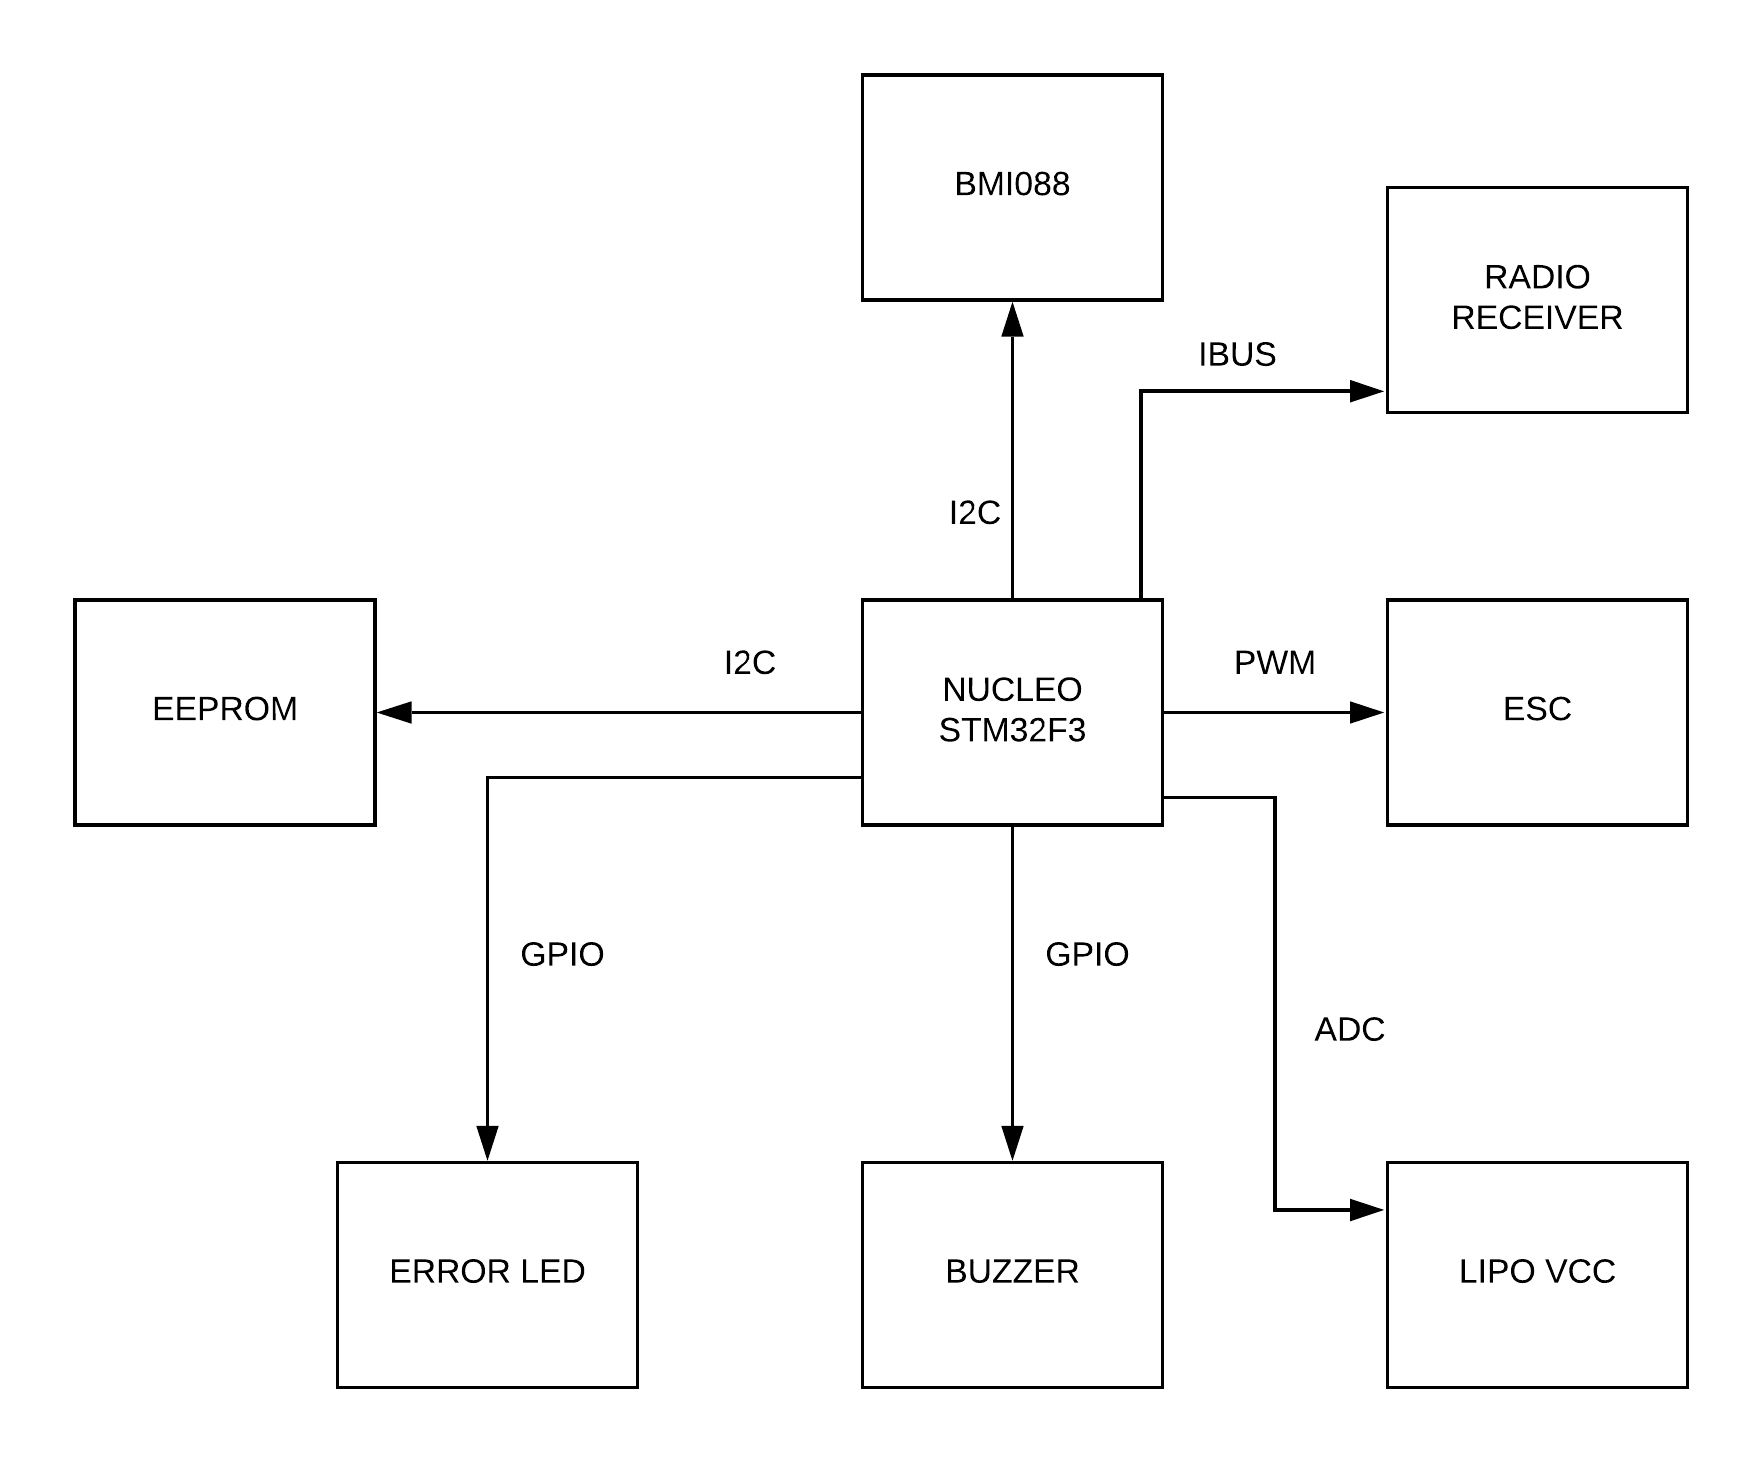 BMI088
RADIO
RECEIVER
IBUS
I2C
I2C
PWM
EEPROM
NUCLEO
STM32F3
ESC
GPIO
GPIO
ADC
ERROR LED
BUZZER
LIPO VCC